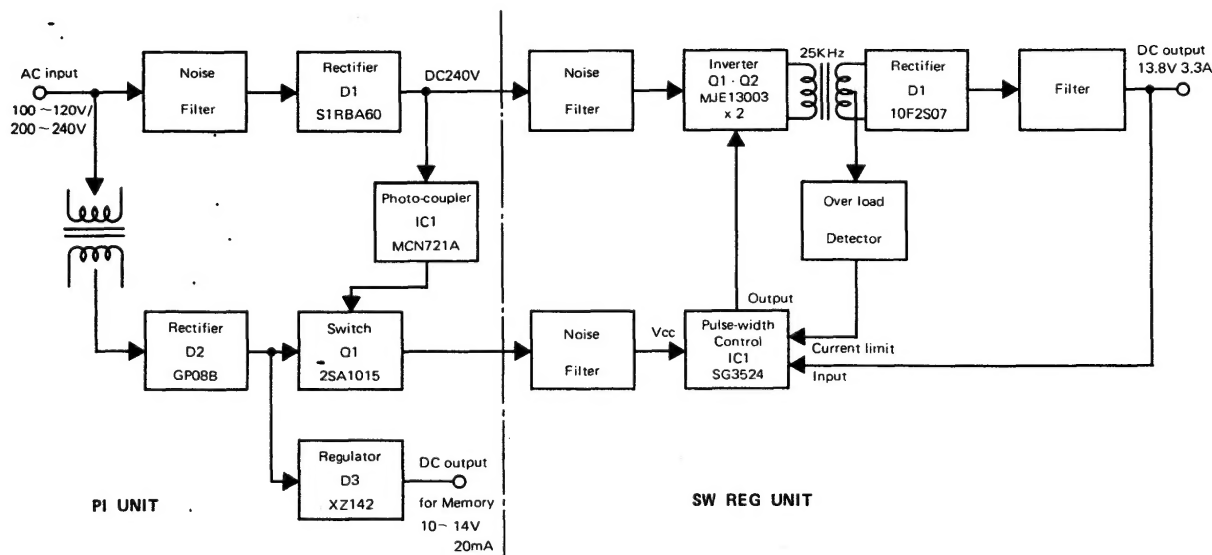 AC input
100 ~120V/
200~240V
Noise
Filter
Rectifier
D1
S1RBA60
DC240V
Photo-coupler
IC1
MCN721A
Rectifier
D2
GP08B
Switch
Q1
2SA1015
Regulator
D3
XZ142
DC output
for Memory
10~ 14V
20mA
PI UNIT
Noise
Filter
Inverter
Q1 · Q2
MJE13003
x 2
25KHz
Rectifier
D1
10F2S07
Filter
DC output
13.8V 3.3A
Over load
Detector
Noise
Filter
Vcc
Output
Pulse-width
Control
IC1
SG3524
Current limit
Input
SW REG UNIT